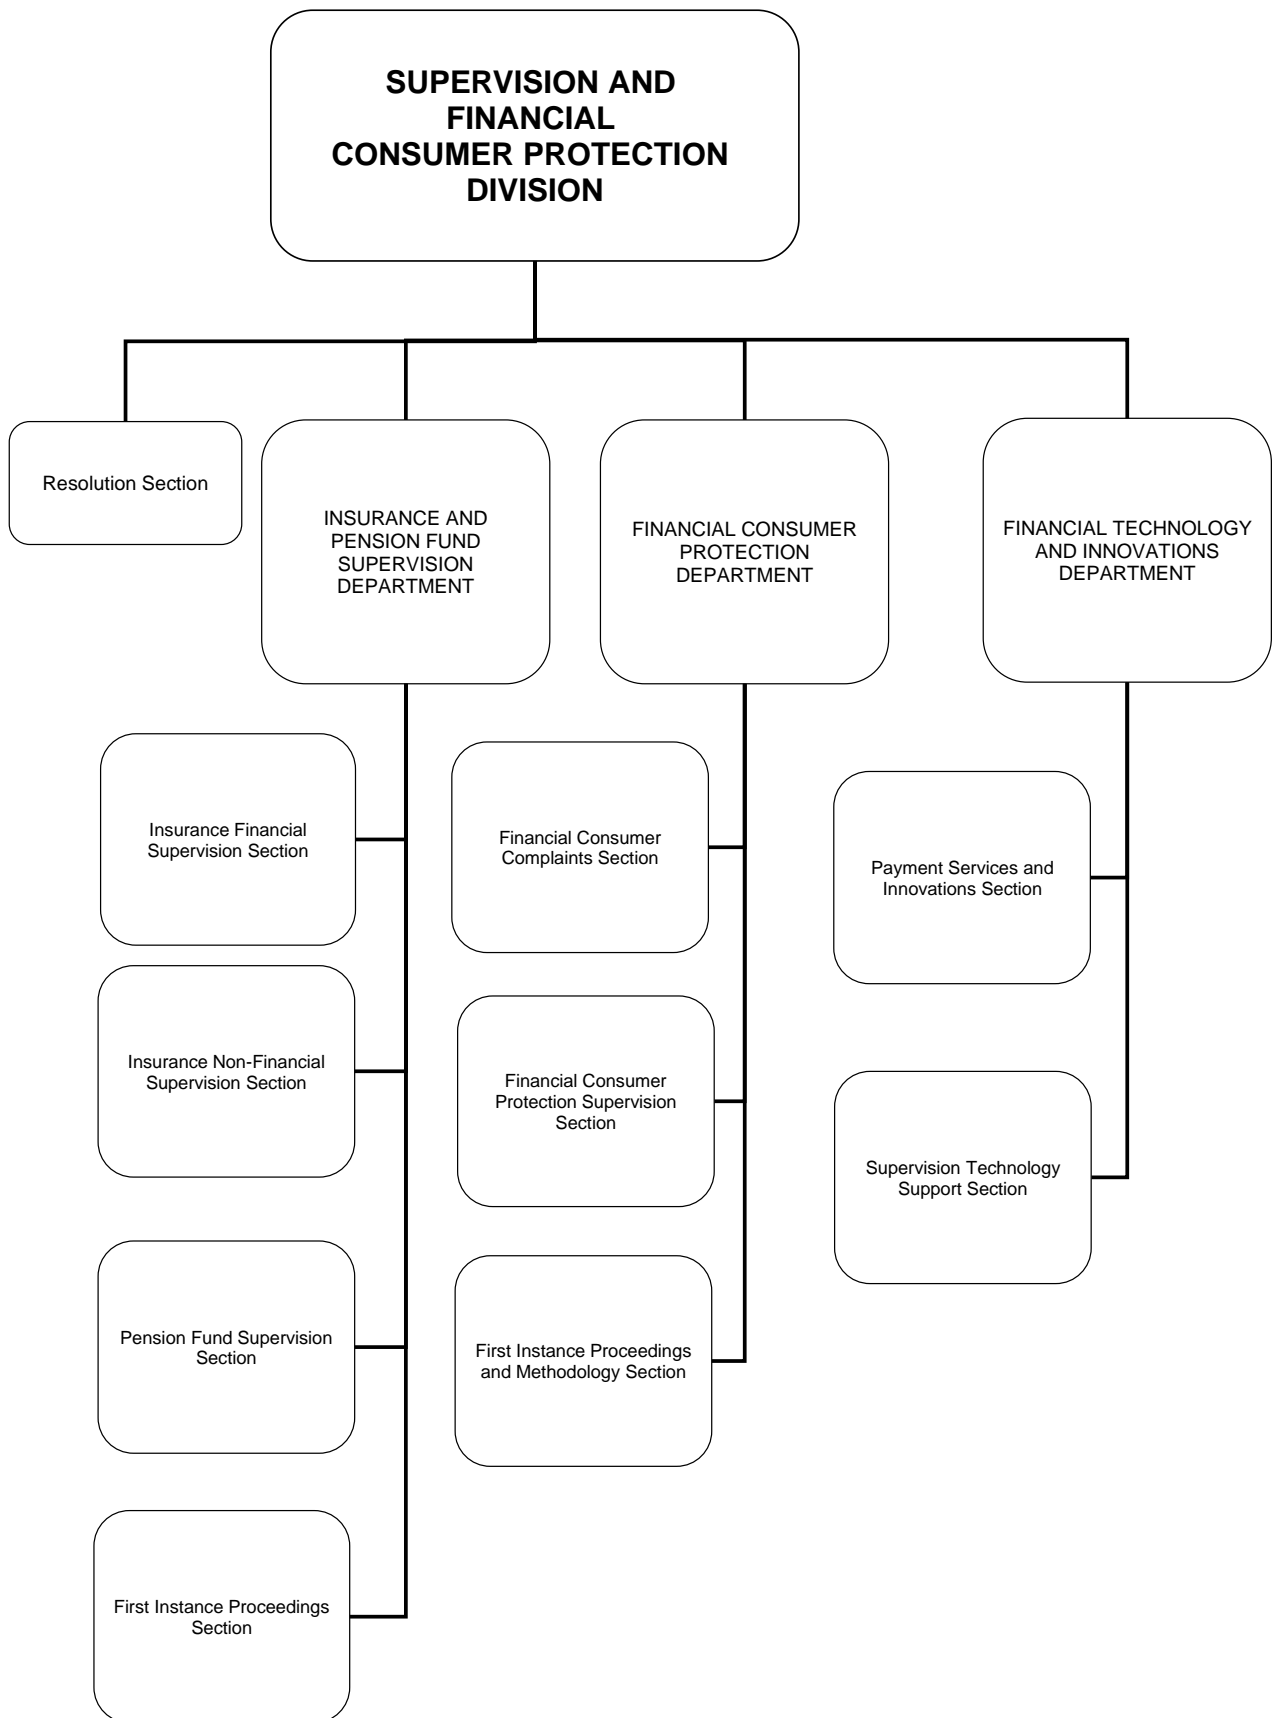 SUPERVISION AND
FINANCIAL
CONSUMER PROTECTION
DIVISION
Resolution Section
INSURANCE AND
PENSION FUND
SUPERVISION
DEPARTMENT
FINANCIAL CONSUMER
PROTECTION
DEPARTMENT
FINANCIAL TECHNOLOGY
AND INNOVATIONS
DEPARTMENT
Insurance Financial
Supervision Section
Insurance Non-Financial
Supervision Section
Pension Fund Supervision
Section
First Instance Proceedings
Section
Financial Consumer
Complaints Section
Financial Consumer
Protection Supervision
Section
First Instance Proceedings
and Methodology Section
Payment Services and
Innovations Section
Supervision Technology
Support Section